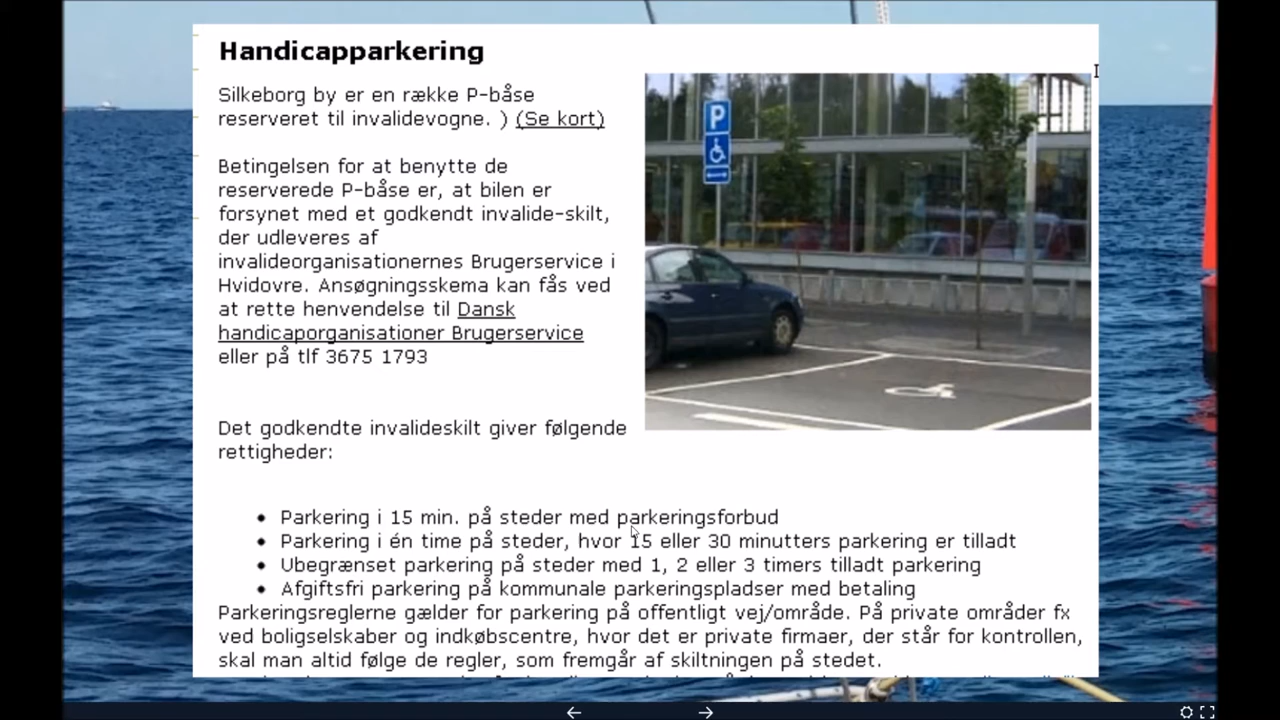 Handicapparkering
Silkeborg by er en række P-båse
reserveret til invalidevogne. ) (Se kort)
Betingelsen for at benytte de
reserverede P-båse er, at bilen er
forsynet med et godkendt invalide-skilt,
der udleveres af
invalideorganisationernes Brugerservice i
Hvidovre. Ansøgningsskema kan fås ved
at rette henvendelse til Dansk
handicaporganisationer Brugerservice
eller på tlf 3675 1793
P
Det godkendte invalideskilt giver følgende
rettigheder:
• Parkering i 15 min. på steder med parkeringsforbud
• Parkering i én time på steder, hvor 15 eller 30 minutters parkering er tilladt
• Ubegrænset parkering på steder med 1, 2 eller 3 timers tilladt parkering
• Afgiftsfri parkering på kommunale parkeringspladser med betaling
Parkeringsreglerne gælder for parkering på offentligt vej/område. På private områder fx
ved boligselskaber og indkøbscentre, hvor det er private firmaer, der står for kontrollen,
skal man altid følge de regler, som fremgår af skiltningen på stedet.